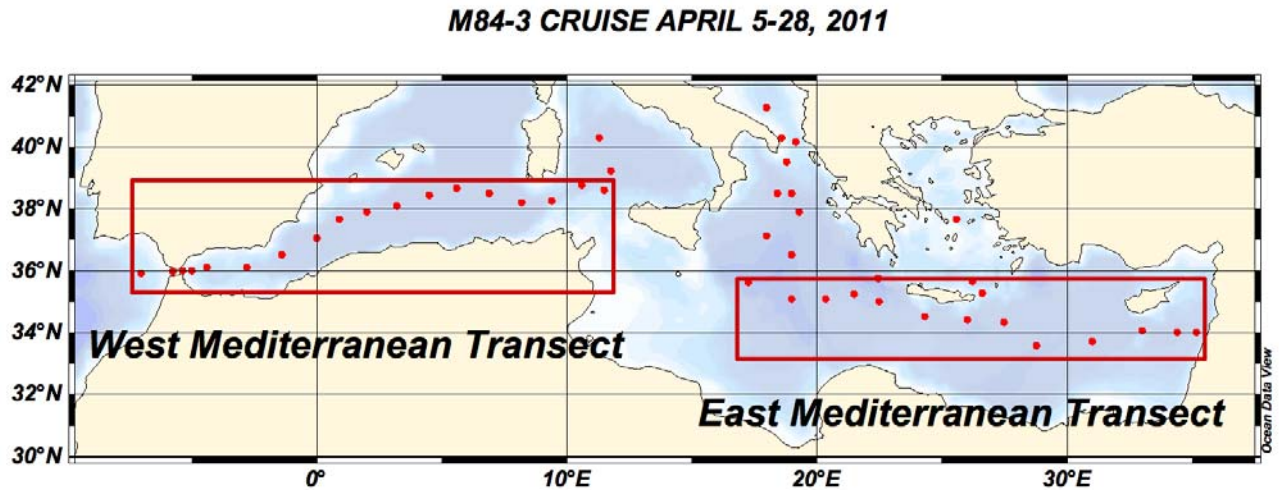 M84-3 CRUISE APRIL 5-28, 2011
42°N
40°N
38°N
36°N
34°N
32°N
30°N
West Mediterranean Transect
East Mediterranean Transect
Ocean Data View
0°
10°E
20°E
30°E